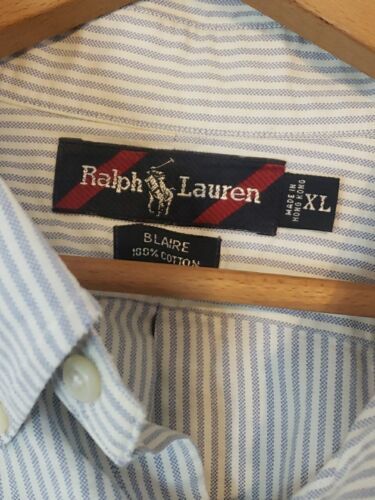 Ralph Lauren
MADE IN
HONG KONG
XL
BLAIRE
100% COTTON